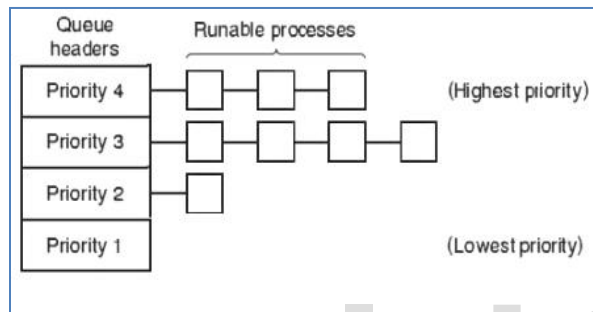 Queue
headers
Runable processes
Priority 4
(Highest priority)
Priority 3
Priority 2
Priority 1
(Lowest priority)